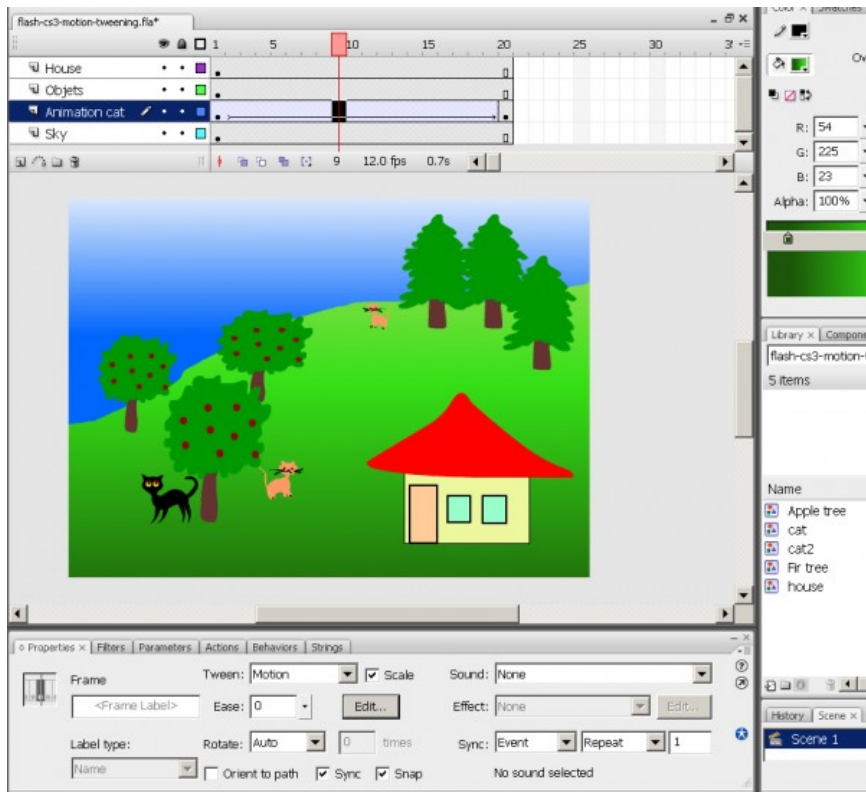 flash-cs3-motion-tweening.fla*
1 5 10 15 20 25 30
House
Objets
Animation cat
Sky
9 12.0 fps 0.7s
Color Swatches
R: 54
G: 225
B: 23
Alpha: 100%
Library
flash-cs3-motion-
5 items
Name
Apple tree
cat
cat2
Fir tree
house
Properties Filters Parameters Actions Behaviors Strings
Frame Tween: Motion Scale Sound: None
<Frame Label> Ease: 0 Edit... Effect: None Edit...
Label type: Rotate: Auto 0 times Sync: Event Repeat 1
Name Orient to path Sync Snap No sound selected
History Scene
Scene 1